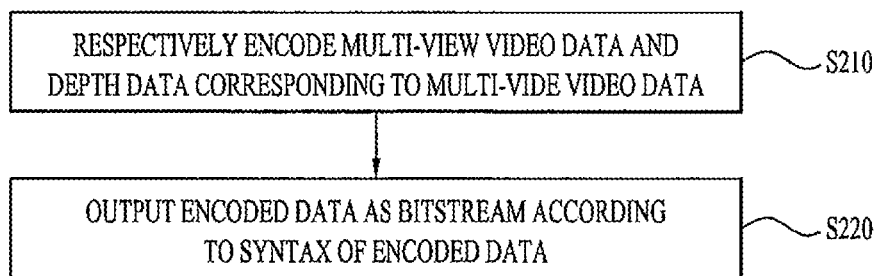 RESPECTIVELY ENCODE MULTI-VIEW VIDEO DATA AND
DEPTH DATA CORRESPONDING TO MULTI-VIDE VIDEO DATA
S210
OUTPUT ENCODED DATA AS BITSTREAM ACCORDING
TO SYNTAX OF ENCODED DATA
S220